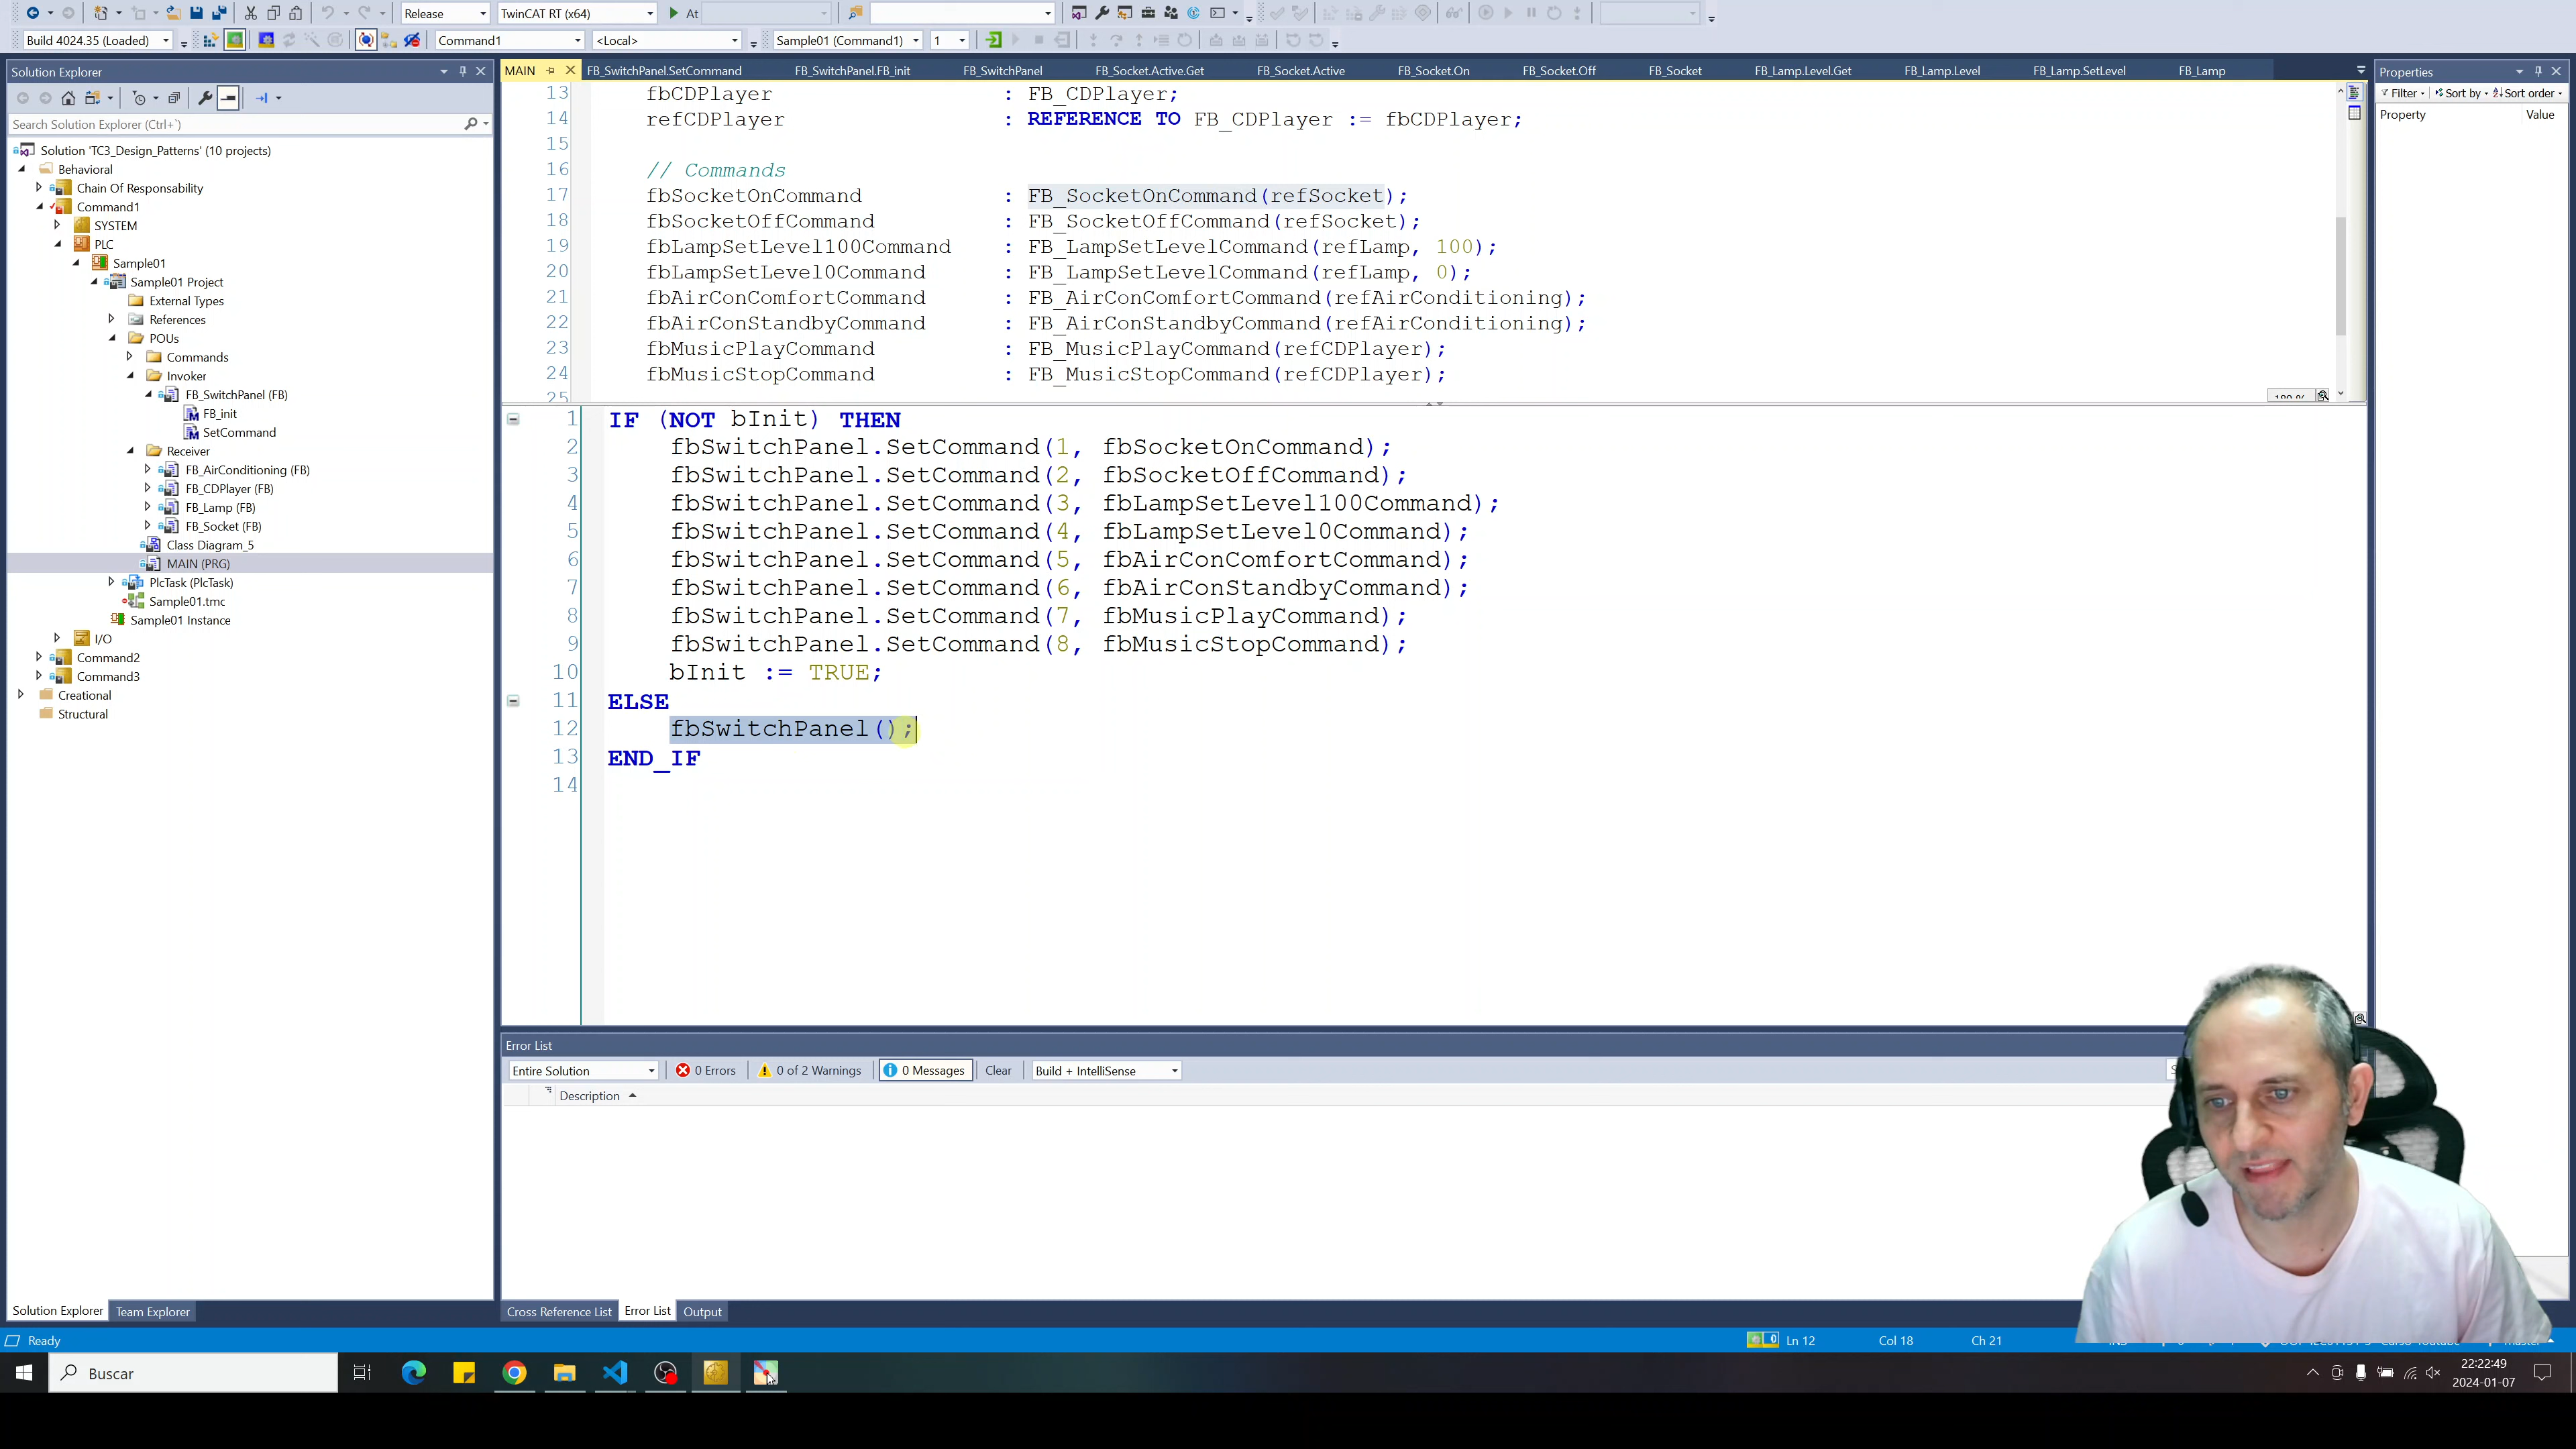 Release
TwinCAT RT (x64)
At
Build 4024.35 (Loaded)
Command1
<Local>
Sample01 (Command1)
1
Solution Explorer
Search Solution Explorer (Ctrl+`)
Solution 'TC3_Design_Patterns' (10 projects)
Behavioral
Chain Of Responsability
Command1
SYSTEM
PLC
Sample01
Sample01 Project
External Types
References
POUs
Commands
Invoker
FB_SwitchPanel (FB)
FB_init
SetCommand
Receiver
FB_AirConditioning (FB)
FB_CDPlayer (FB)
FB_Lamp (FB)
FB_Socket (FB)
Class Diagram_5
MAIN (PRG)
PlcTask (PlcTask)
Sample01.tmc
Sample01 Instance
I/O
Command2
Command3
Creational
Structural
Solution Explorer
Team Explorer
MAIN
FB_SwitchPanel.SetCommand
FB_SwitchPanel.FB_init
FB_SwitchPanel
FB_Socket.Active.Get
FB_Socket.Active
FB_Socket.On
FB_Socket.Off
FB_Socket
FB_Lamp.Level.Get
FB_Lamp.Level
FB_Lamp.SetLevel
FB_Lamp
13 fbCDPlayer : FB_CDPlayer;
14 refCDPlayer : REFERENCE TO FB_CDPlayer := fbCDPlayer;
15
16 // Commands
17 fbSocketOnCommand : FB_SocketOnCommand(refSocket);
18 fbSocketOffCommand : FB_SocketOffCommand(refSocket);
19 fbLampSetLevel100Command : FB_LampSetLevelCommand(refLamp, 100);
20 fbLampSetLevel0Command : FB_LampSetLevelCommand(refLamp, 0);
21 fbAirConComfortCommand : FB_AirConComfortCommand(refAirConditioning);
22 fbAirConStandbyCommand : FB_AirConStandbyCommand(refAirConditioning);
23 fbMusicPlayCommand : FB_MusicPlayCommand(refCDPlayer);
24 fbMusicStopCommand : FB_MusicStopCommand(refCDPlayer);
25
1 IF (NOT bInit) THEN
2 fbSwitchPanel.SetCommand(1, fbSocketOnCommand);
3 fbSwitchPanel.SetCommand(2, fbSocketOffCommand);
4 fbSwitchPanel.SetCommand(3, fbLampSetLevel100Command);
5 fbSwitchPanel.SetCommand(4, fbLampSetLevel0Command);
6 fbSwitchPanel.SetCommand(5, fbAirConComfortCommand);
7 fbSwitchPanel.SetCommand(6, fbAirConStandbyCommand);
8 fbSwitchPanel.SetCommand(7, fbMusicPlayCommand);
9 fbSwitchPanel.SetCommand(8, fbMusicStopCommand);
10 bInit := TRUE;
11 ELSE
12 fbSwitchPanel();
13 END_IF
14
Error List
Entire Solution
0 Errors
0 of 2 Warnings
0 Messages
Clear
Build + IntelliSense
Description
Cross Reference List
Error List
Output
Properties
Filter
Sort by
Sort order
Property
Value
Ready
0
Ln 12
Col 18
Ch 21
Buscar
22:22:49
2024-01-07